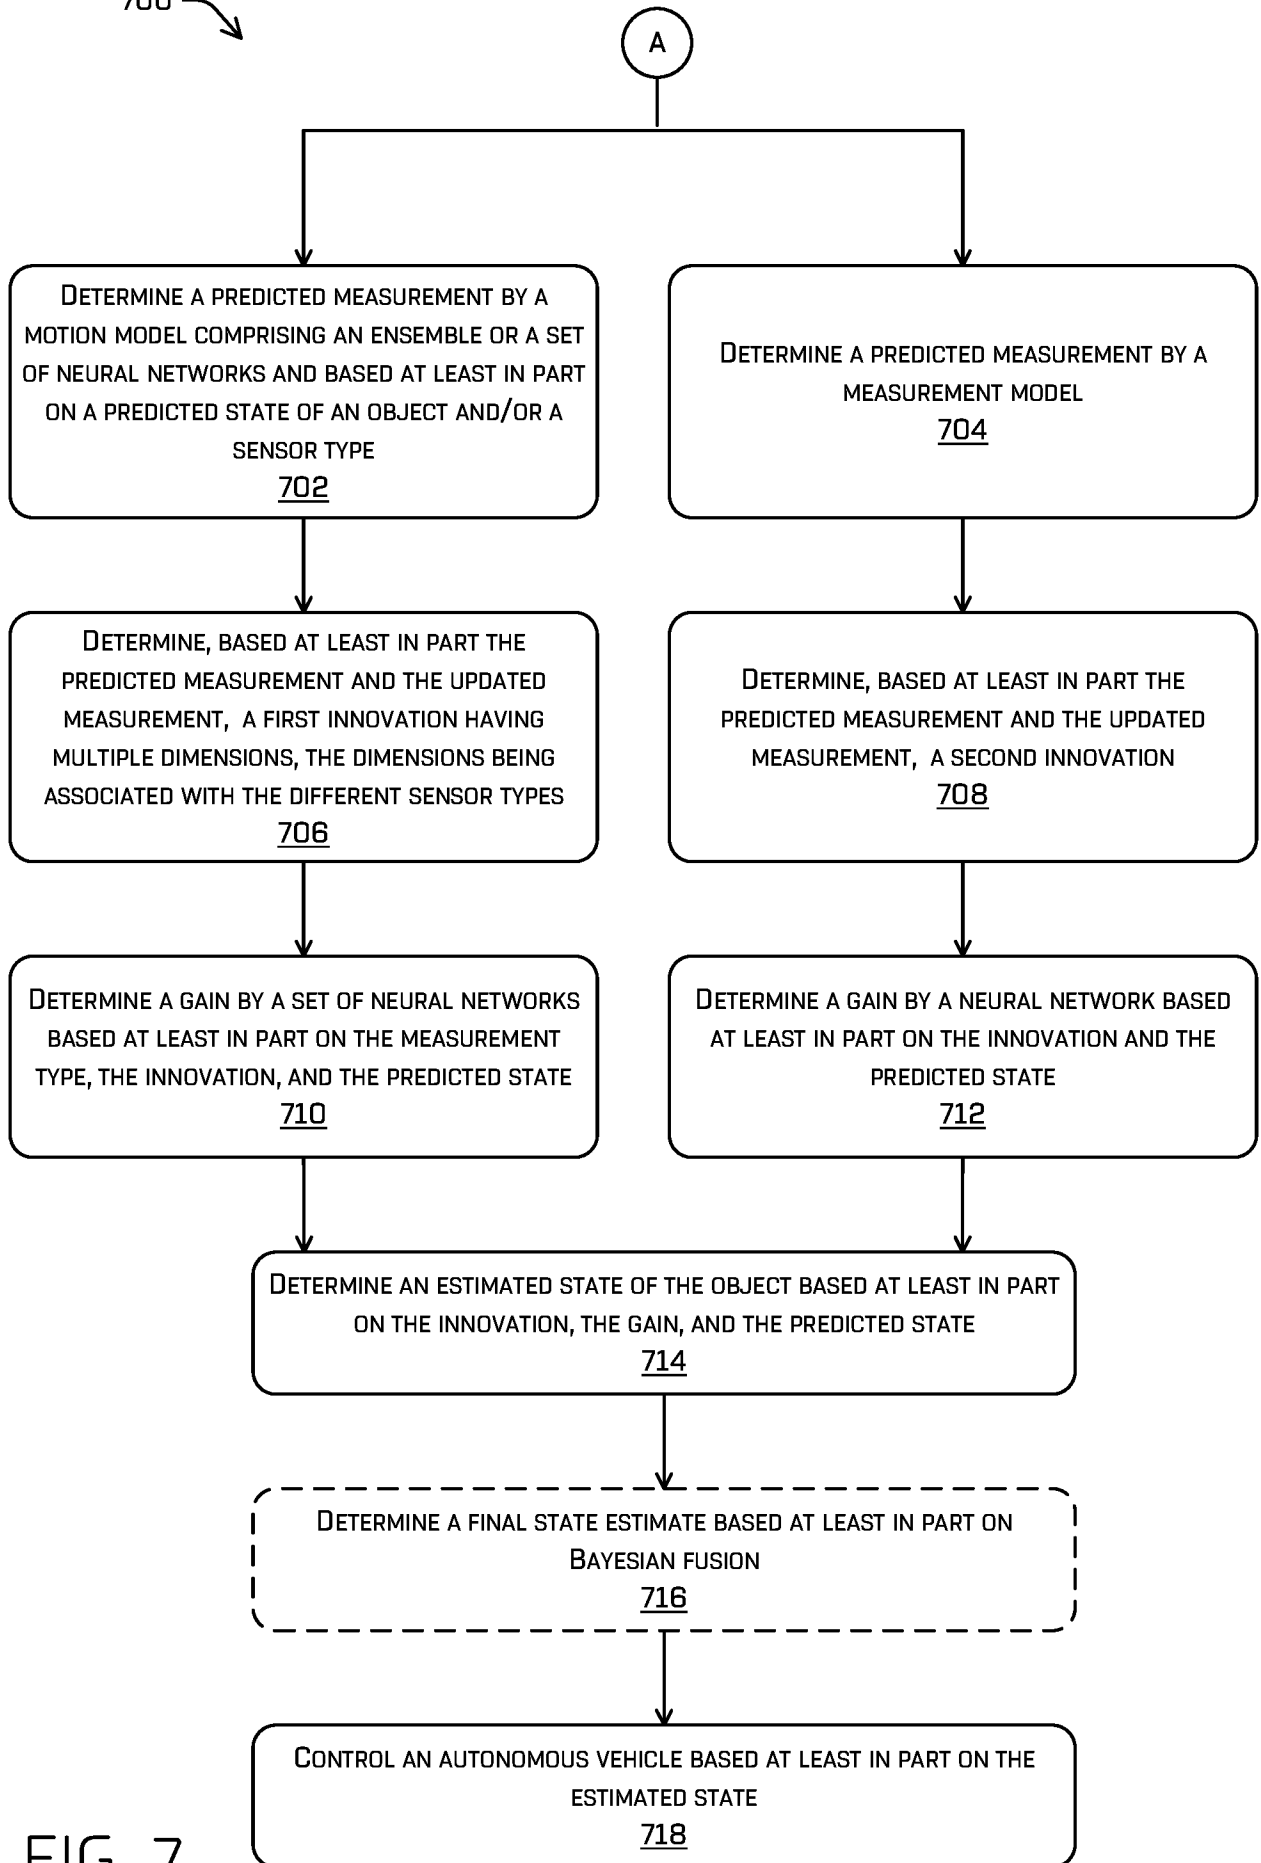 A
Determine a predicted measurement by a
motion model comprising an ensemble or a set
of neural networks and based at least in part
on a predicted state of an object and/or a
sensor type
702
Determine a predicted measurement by a
measurement model
704
Determine, based at least in part the
predicted measurement and the updated
measurement, a first innovation having
multiple dimensions, the dimensions being
associated with the different sensor types
706
Determine, based at least in part the
predicted measurement and the updated
measurement, a second innovation
708
Determine a gain by a set of neural networks
based at least in part on the measurement
type, the innovation, and the predicted state
710
Determine a gain by a neural network based
at least in part on the innovation and the
predicted state
712
Determine an estimated state of the object based at least in part
on the innovation, the gain, and the predicted state
714
Determine a final state estimate based at least in part on
Bayesian fusion
716
Control an autonomous vehicle based at least in part on the
estimated state
718
FIG. 7